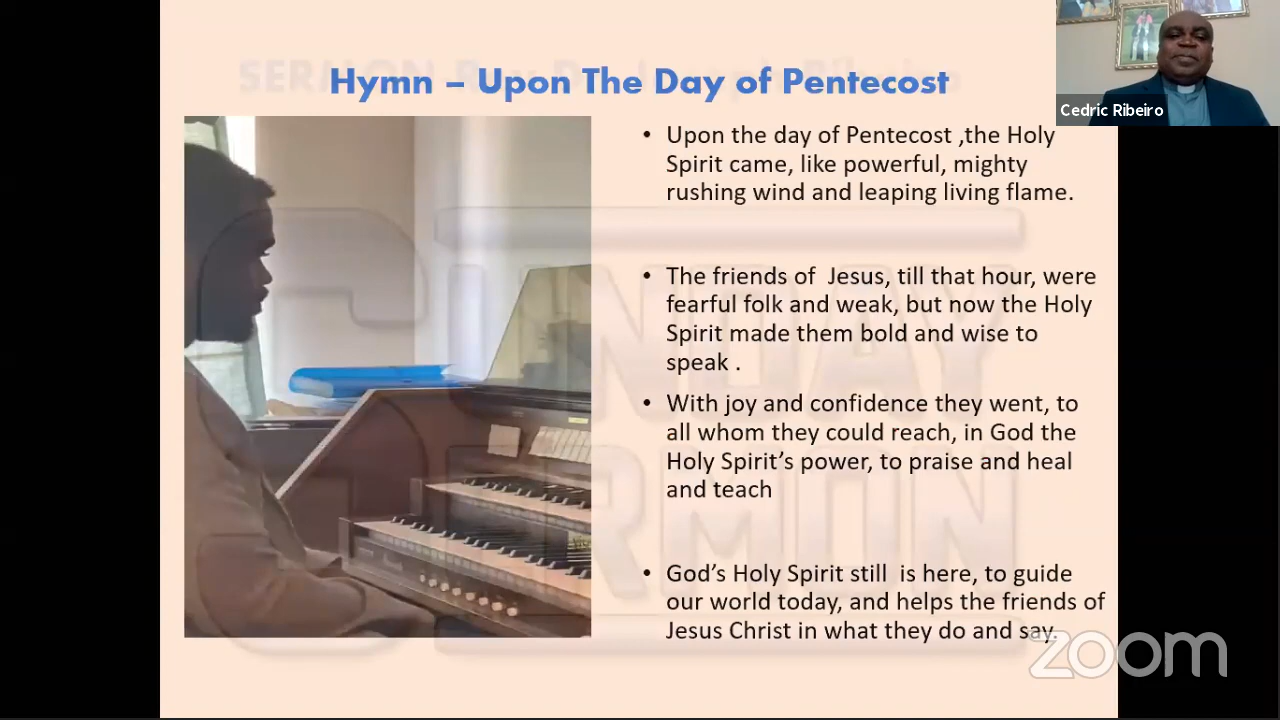 Hymn – Upon The Day of Pentecost
Cedric Ribeiro
• Upon the day of Pentecost ,the Holy
Spirit came, like powerful, mighty
rushing wind and leaping living flame.
• The friends of Jesus, till that hour, were
fearful folk and weak, but now the Holy
Spirit made them bold and wise to
speak .
• With joy and confidence they went, to
all whom they could reach, in God the
Holy Spirit’s power, to praise and heal
and teach
• God’s Holy Spirit still is here, to guide
our world today, and helps the friends of
Jesus Christ in what they do and say.
zoom
SUNDAY
SERMON